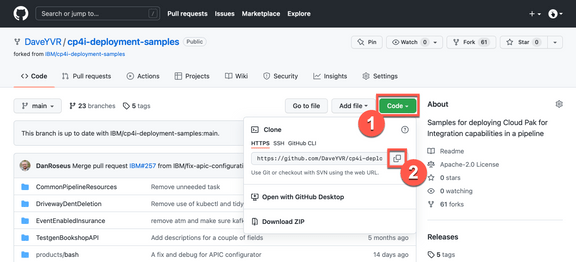 Search or jump to...
/
Pull requests
Issues
Marketplace
Explore
DaveYVR / cp4i-deployment-samples
Public
forked from IBM/cp4i-deployment-samples
Pin
Watch 0
Fork 61
Star 0
Code
Pull requests
Actions
Projects
Wiki
Security
Insights
Settings
main
23 branches
5 tags
Go to file
Add file
Code
1
This branch is up to date with IBM/cp4i-deployment-samples:main.
DanRoseus Merge pull request IBM#257 from IBM/fix-apic-configuration
CommonPipelineResources
Remove unneeded task
DrivewayDentDeletion
Remove use of kubectl and tidy
EventEnabledInsurance
remove atm and make sure kafk
TestgenBookshopAPI
Add descriptions for a couple of fields
5 months ago
products/bash
A fix and debug for APIC configurator
14 days ago
Clone
HTTPS
SSH
GitHub CLI
https://github.com/DaveYVR/cp4i-deplo
2
Use Git or checkout with SVN using the web URL.
Open with GitHub Desktop
Download ZIP
About
Samples for deploying Cloud Pak for
Integration capabilities in a pipeline
Readme
Apache-2.0 License
0 stars
0 watching
61 forks
Releases
5 tags